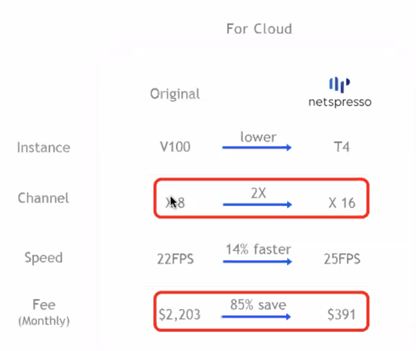 For Cloud
Original
netspresso
Instance V100 lower T4
Channel X 8 2X X 16
Speed 22FPS 14% faster 25FPS
Fee
(Monthly) $2,203 85% save $391